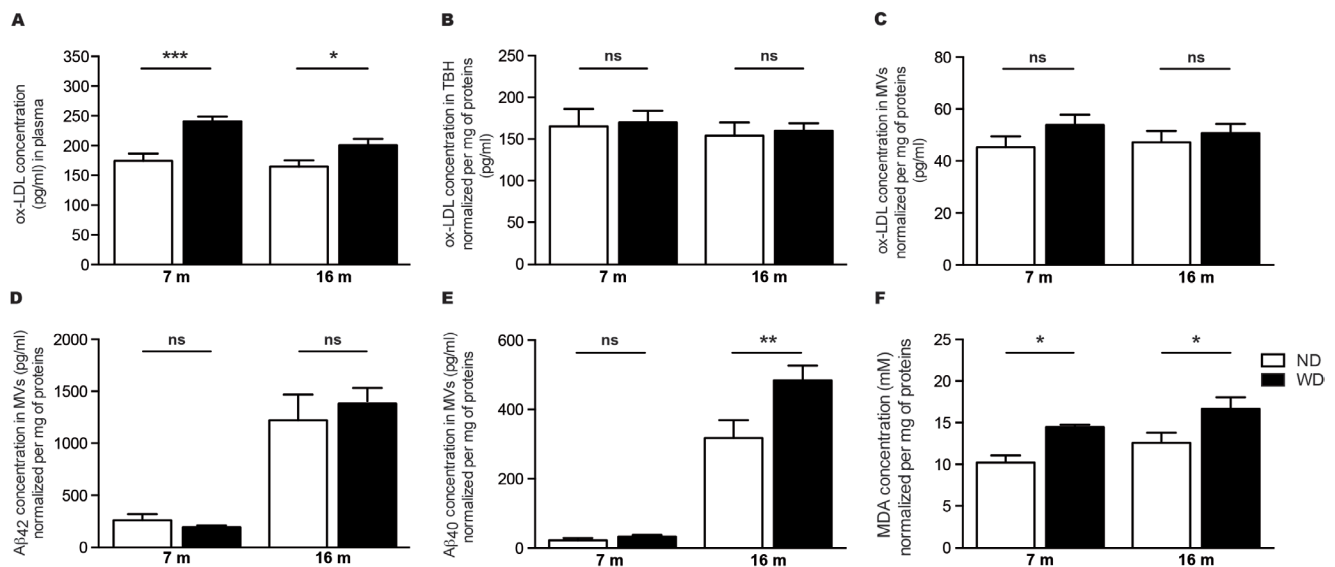 A
ox-LDL concentration
(pg/ml) in plasma
350
300
250
200
150
100
50
0
***
*
7 m
16 m
B
ox-LDL concentration in TBH
normalized per mg of proteins
(pg/ml)
250
200
150
100
50
0
ns
ns
7 m
16 m
C
ox-LDL concentration in MVs
normalized per mg of proteins
(pg/ml)
80
60
40
20
0
ns
ns
7 m
16 m
D
Aβ42 concentration in MVs (pg/ml)
normalized per mg of proteins
2000
1500
1000
500
0
ns
ns
7 m
16 m
E
Aβ40 concentration in MVs (pg/ml)
normalized per mg of proteins
600
400
200
0
ns
**
7 m
16 m
F
MDA concentration (mM)
normalized per mg of proteins
25
20
15
10
5
0
*
*
7 m
16 m
ND
WD